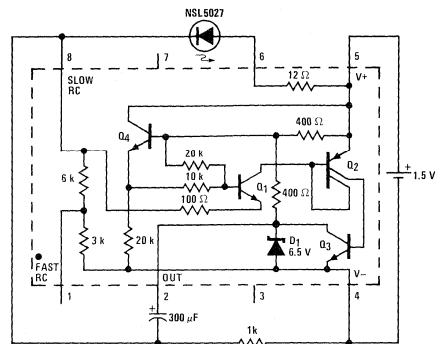 NSL5027
8
7
6
5
SLOW
RC
12 Ω
V+
Q4
400 Ω
20 k
Q2
10 k
Q1
6 k
100 Ω
400 Ω
+
1.5 V
3 k
20 k
D1
6.5 V
Q3
FAST
RC
OUT
V−
1
2
3
4
+
300 μF
1k